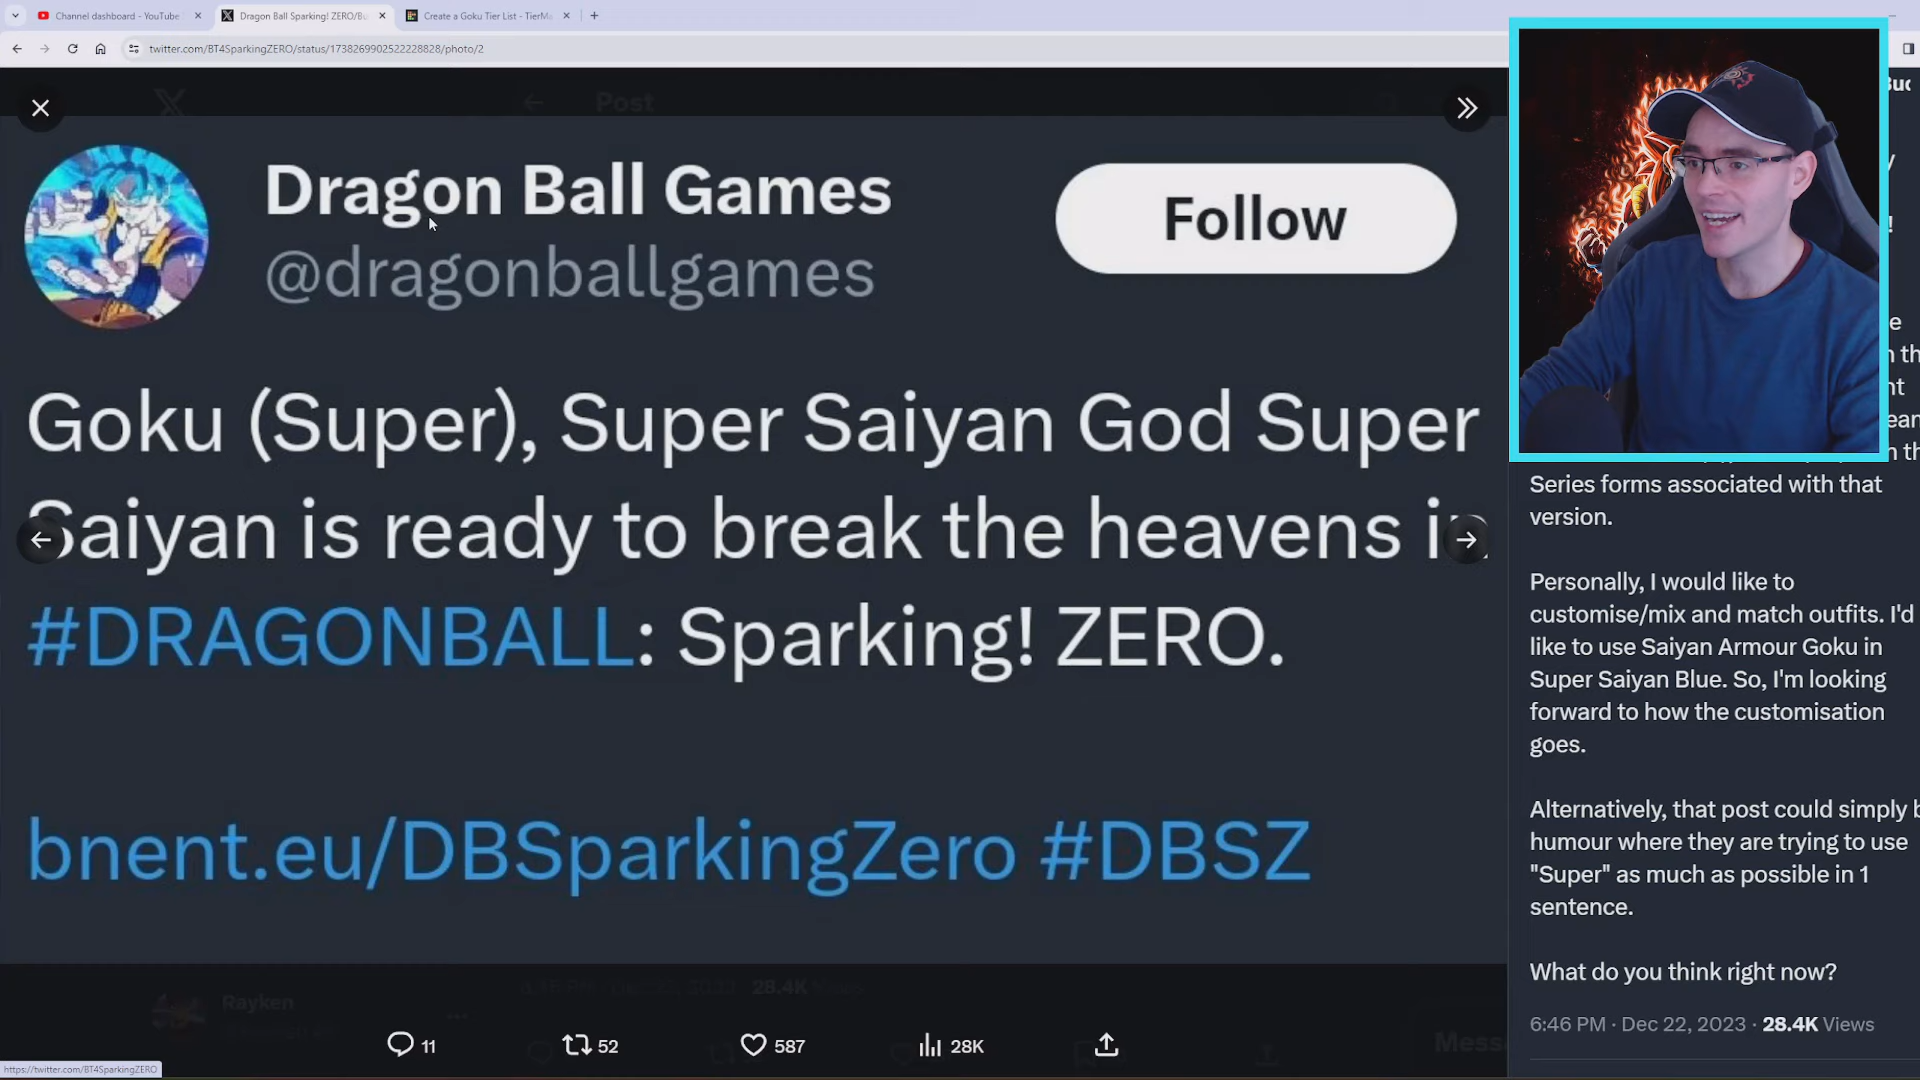 Channel dashboard - YouTube
Dragon Ball Sparking! ZERO/Bu
Create a Goku Tier List - TierMa
twitter.com/BT4SparkingZERO/status/1738269902522228828/photo/2
Post
Dragon Ball Games
@dragonballgames
Follow
Goku (Super), Super Saiyan God Super
Saiyan is ready to break the heavens in
#DRAGONBALL: Sparking! ZERO.
bnent.eu/DBSparkingZero #DBSZ
Rayken
28.4K Views
11
52
587
28K
https://twitter.com/BT4SparkingZERO
Series forms associated with that
version.
Personally, I would like to
customise/mix and match outfits. I'd
like to use Saiyan Armour Goku in
Super Saiyan Blue. So, I'm looking
forward to how the customisation
goes.
Alternatively, that post could simply b
humour where they are trying to use
"Super" as much as possible in 1
sentence.
What do you think right now?
6:46 PM · Dec 22, 2023 · 28.4K Views